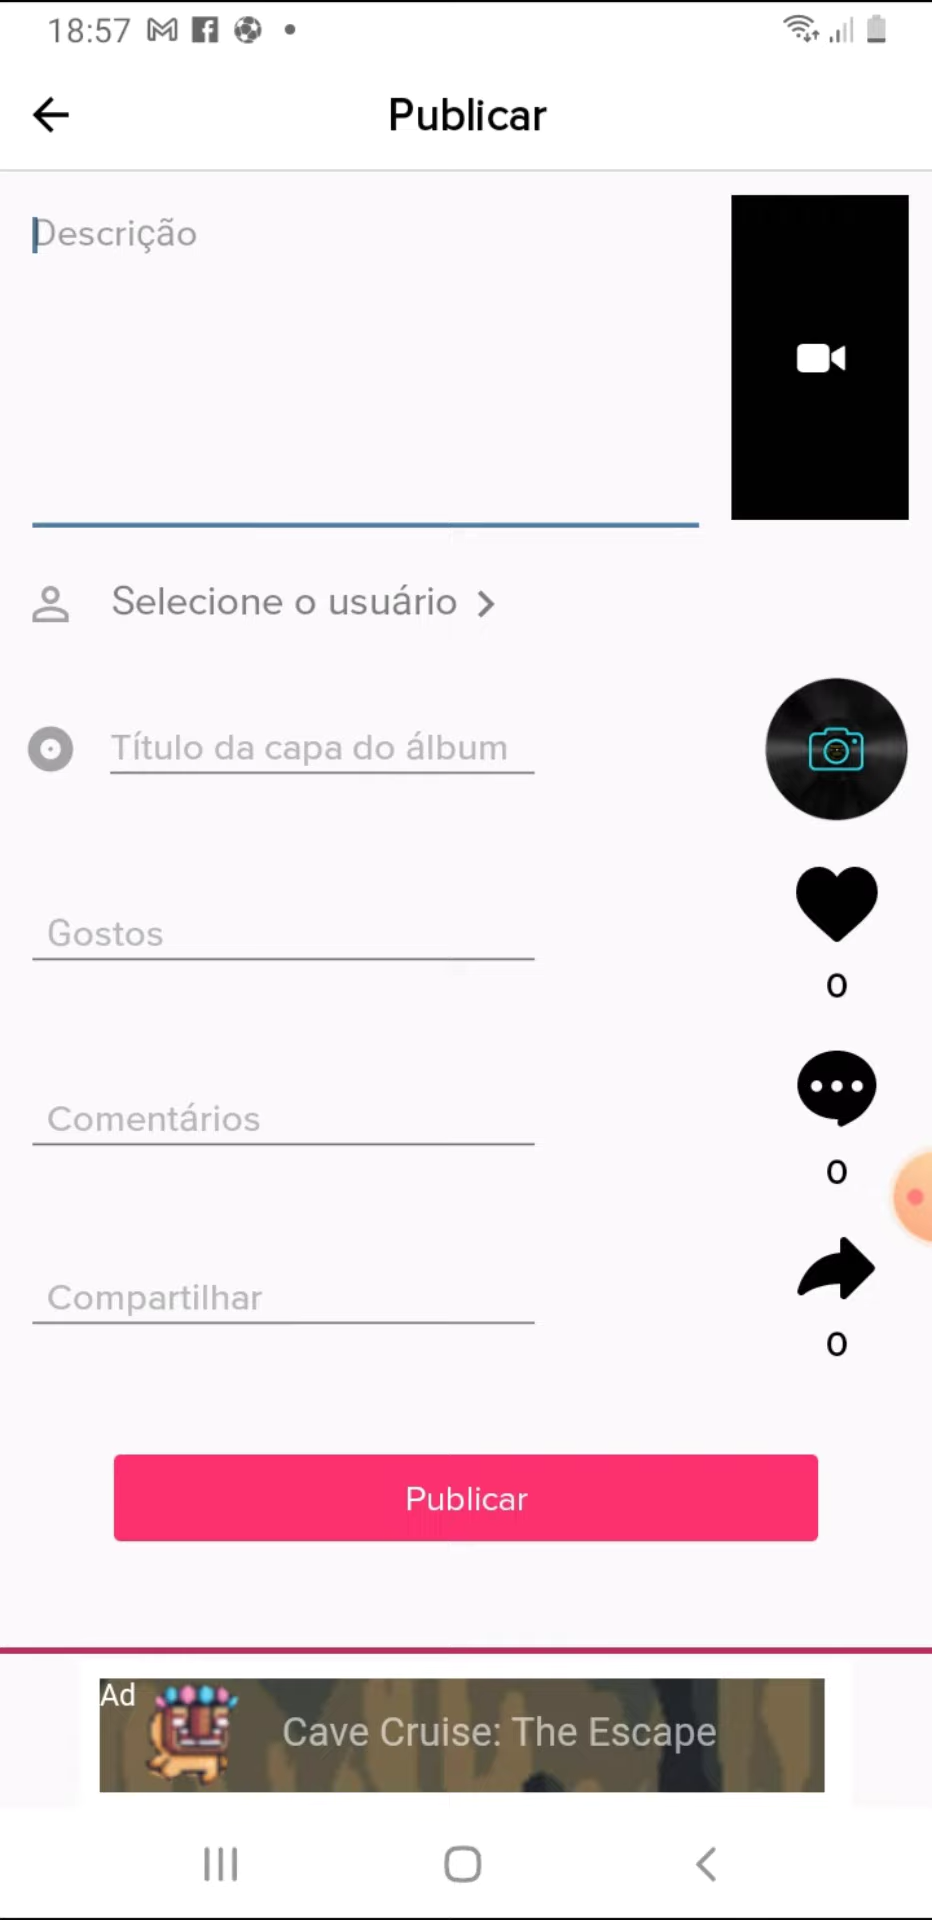 18:57
Publicar
Descrição
Selecione o usuário
Título da capa do álbum
Gostos
0
Comentários
0
Compartilhar
0
Publicar
Ad
Cave Cruise: The Escape